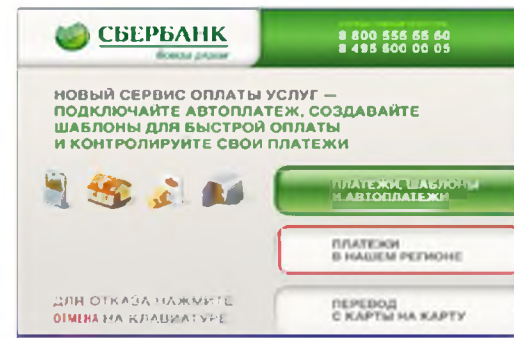 СБЕРБАНК
Всегда рядом
8 800 555 55 50
8 495 500 00 05
НОВЫЙ СЕРВИС ОПЛАТЫ УСЛУГ —
ПОДКЛЮЧАЙТЕ АВТОПЛАТЕЖ, СОЗДАВАЙТЕ
ШАБЛОНЫ ДЛЯ БЫСТРОЙ ОПЛАТЫ
И КОНТРОЛИРУЙТЕ СВОИ ПЛАТЕЖИ
ПЛАТЕЖИ, ШАБЛОНЫ
И АВТОПЛАТЕЖИ
ПЛАТЕЖИ
В НАШЕМ РЕГИОНЕ
ДЛЯ ОТКАЗА НАЖМИТЕ
ОТМЕНА НА КЛАВИАТУРЕ
ПЕРЕВОД
С КАРТЫ НА КАРТУ